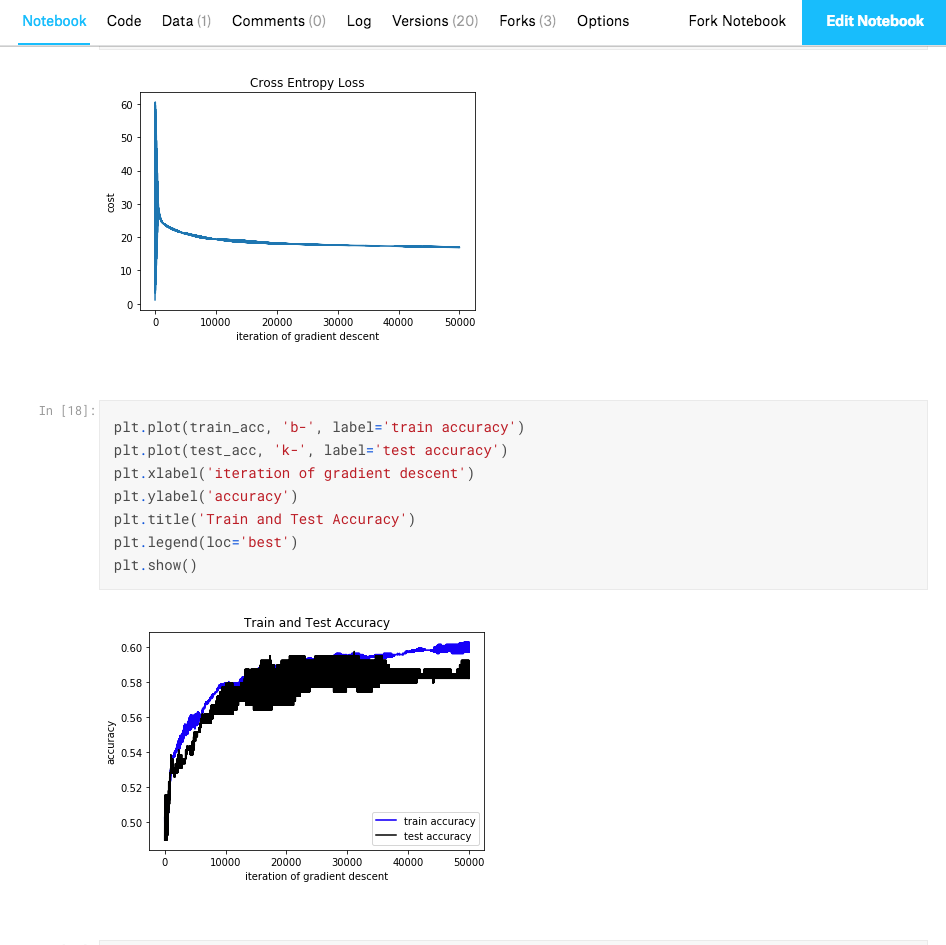 Notebook Code Data (1) Comments (0) Log Versions (20) Forks (3) Options Fork Notebook Edit Notebook
Cross Entropy Loss
60
50
40
30
20
10
0
cost
0 10000 20000 30000 40000 50000
iteration of gradient descent
In [18]:
plt.plot(train_acc, 'b-', label='train accuracy')
plt.plot(test_acc, 'k-', label='test accuracy')
plt.xlabel('iteration of gradient descent')
plt.ylabel('accuracy')
plt.title('Train and Test Accuracy')
plt.legend(loc='best')
plt.show()
Train and Test Accuracy
0.60
0.58
0.56
0.54
0.52
0.50
accuracy
train accuracy
test accuracy
0 10000 20000 30000 40000 50000
iteration of gradient descent